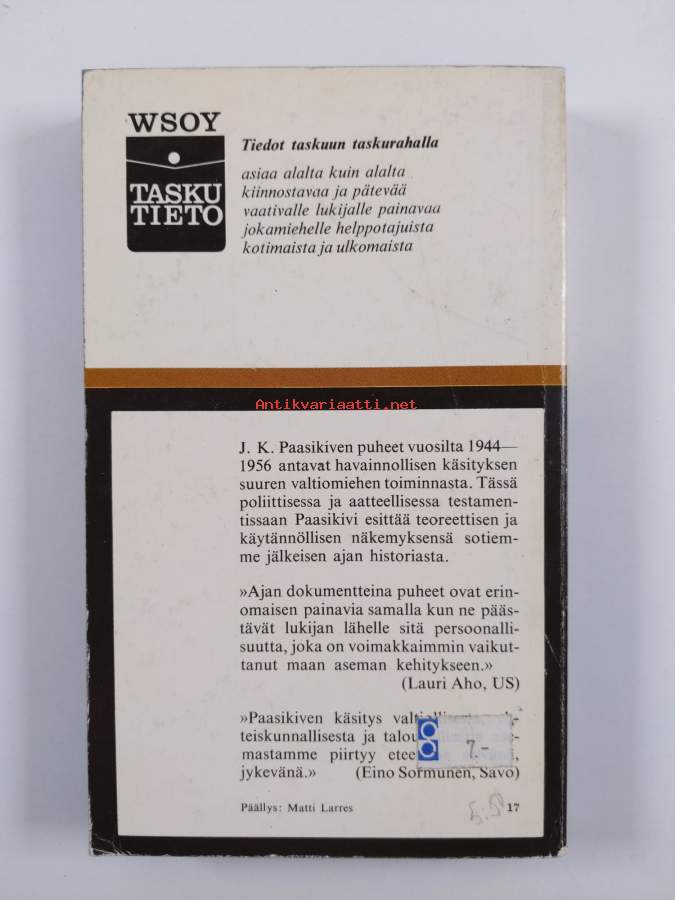 WSOY
TASKU
TIETO
Tiedot taskuun taskurahalla
asiaa alalta kuin alalta
kiinnostavaa ja pätevää
vaativalle lukijalle painavaa
jokamiehelle helppotajuista
kotimaista ja ulkomaista
Antikvariaatti.net
J. K. Paasikiven puheet vuosilta 1944—
1956 antavat havainnollisen käsityksen
suuren valtiomiehen toiminnasta. Tässä
poliittisessa ja aatteellisessa testamen-
tissaan Paasikivi esittää teoreettisen ja
käytännöllisen näkemyksensä sotiem-
me jälkeisen ajan historiasta.
»Ajan dokumentteina puheet ovat erin-
omaisen painavia samalla kun ne pääs-
tävät lukijan lähelle sitä persoonalli-
suutta, joka on voimakkaimmin vaikut-
tanut maan aseman kehitykseen.»
(Lauri Aho, US)
»Paasikiven käsitys
teiskunnallisesta ja
mastamme piirtyy
7.-
jykevänä.» (Eino Sormunen, Savo)
Päällys: Matti Larres 17